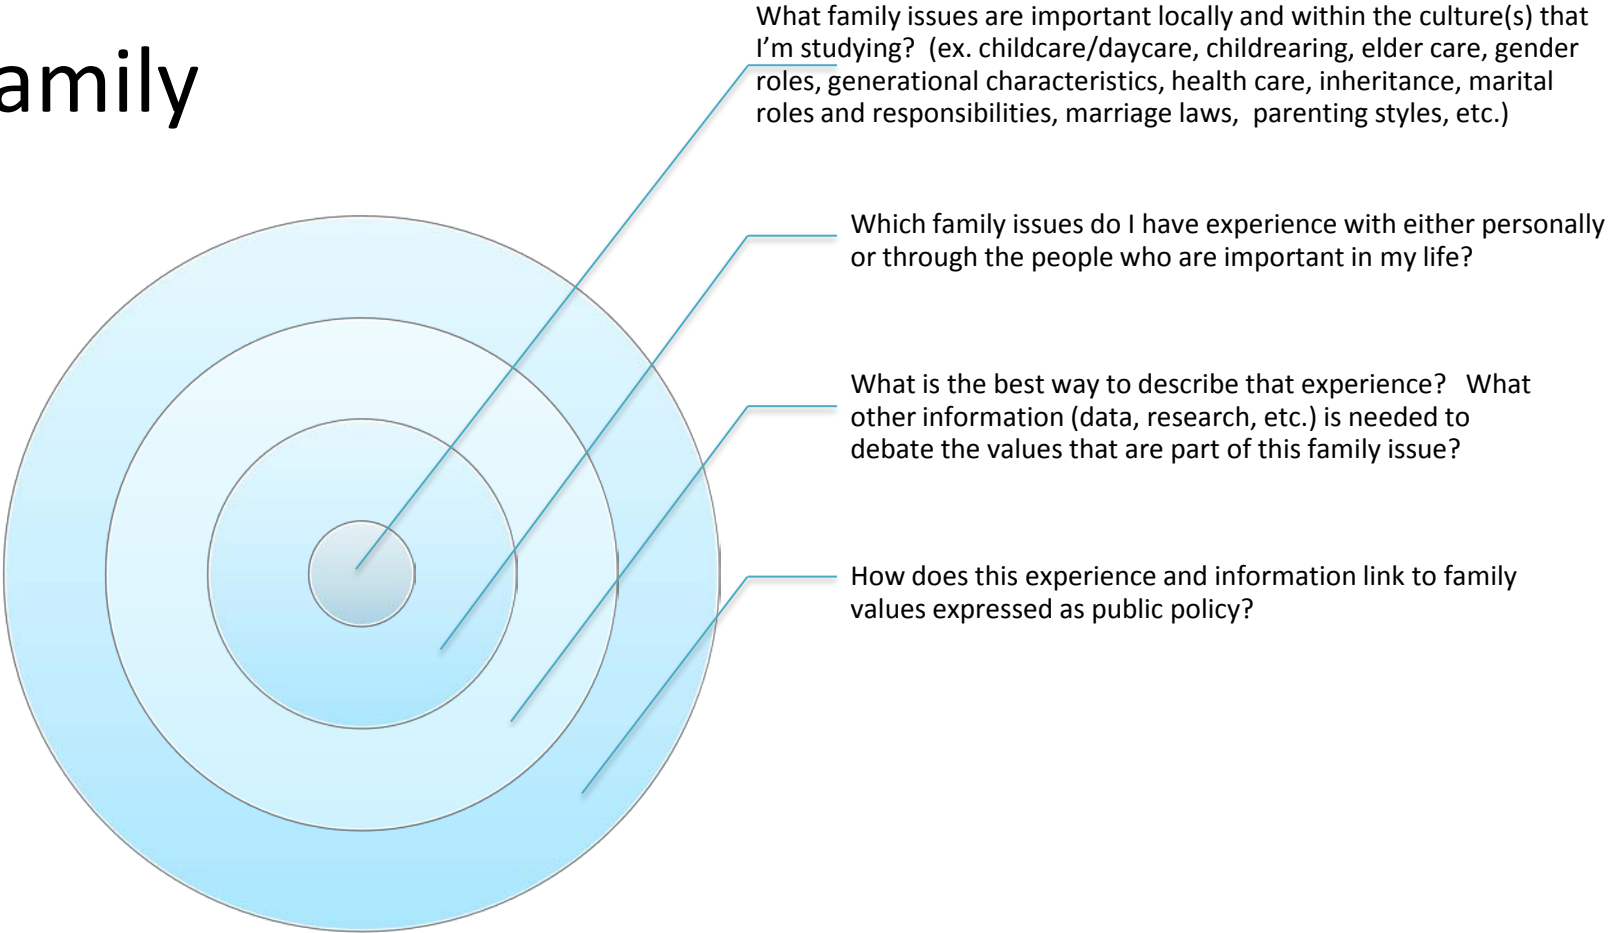 amily
What family issues are important locally and within the culture(s) that
I’m studying?  (ex. childcare/daycare, childrearing, elder care, gender
roles, generational characteristics, health care, inheritance, marital
roles and responsibilities, marriage laws,  parenting styles, etc.)
Which family issues do I have experience with either personally
or through the people who are important in my life?
What is the best way to describe that experience?   What
other information (data, research, etc.) is needed to
debate the values that are part of this family issue?
How does this experience and information link to family
values expressed as public policy?